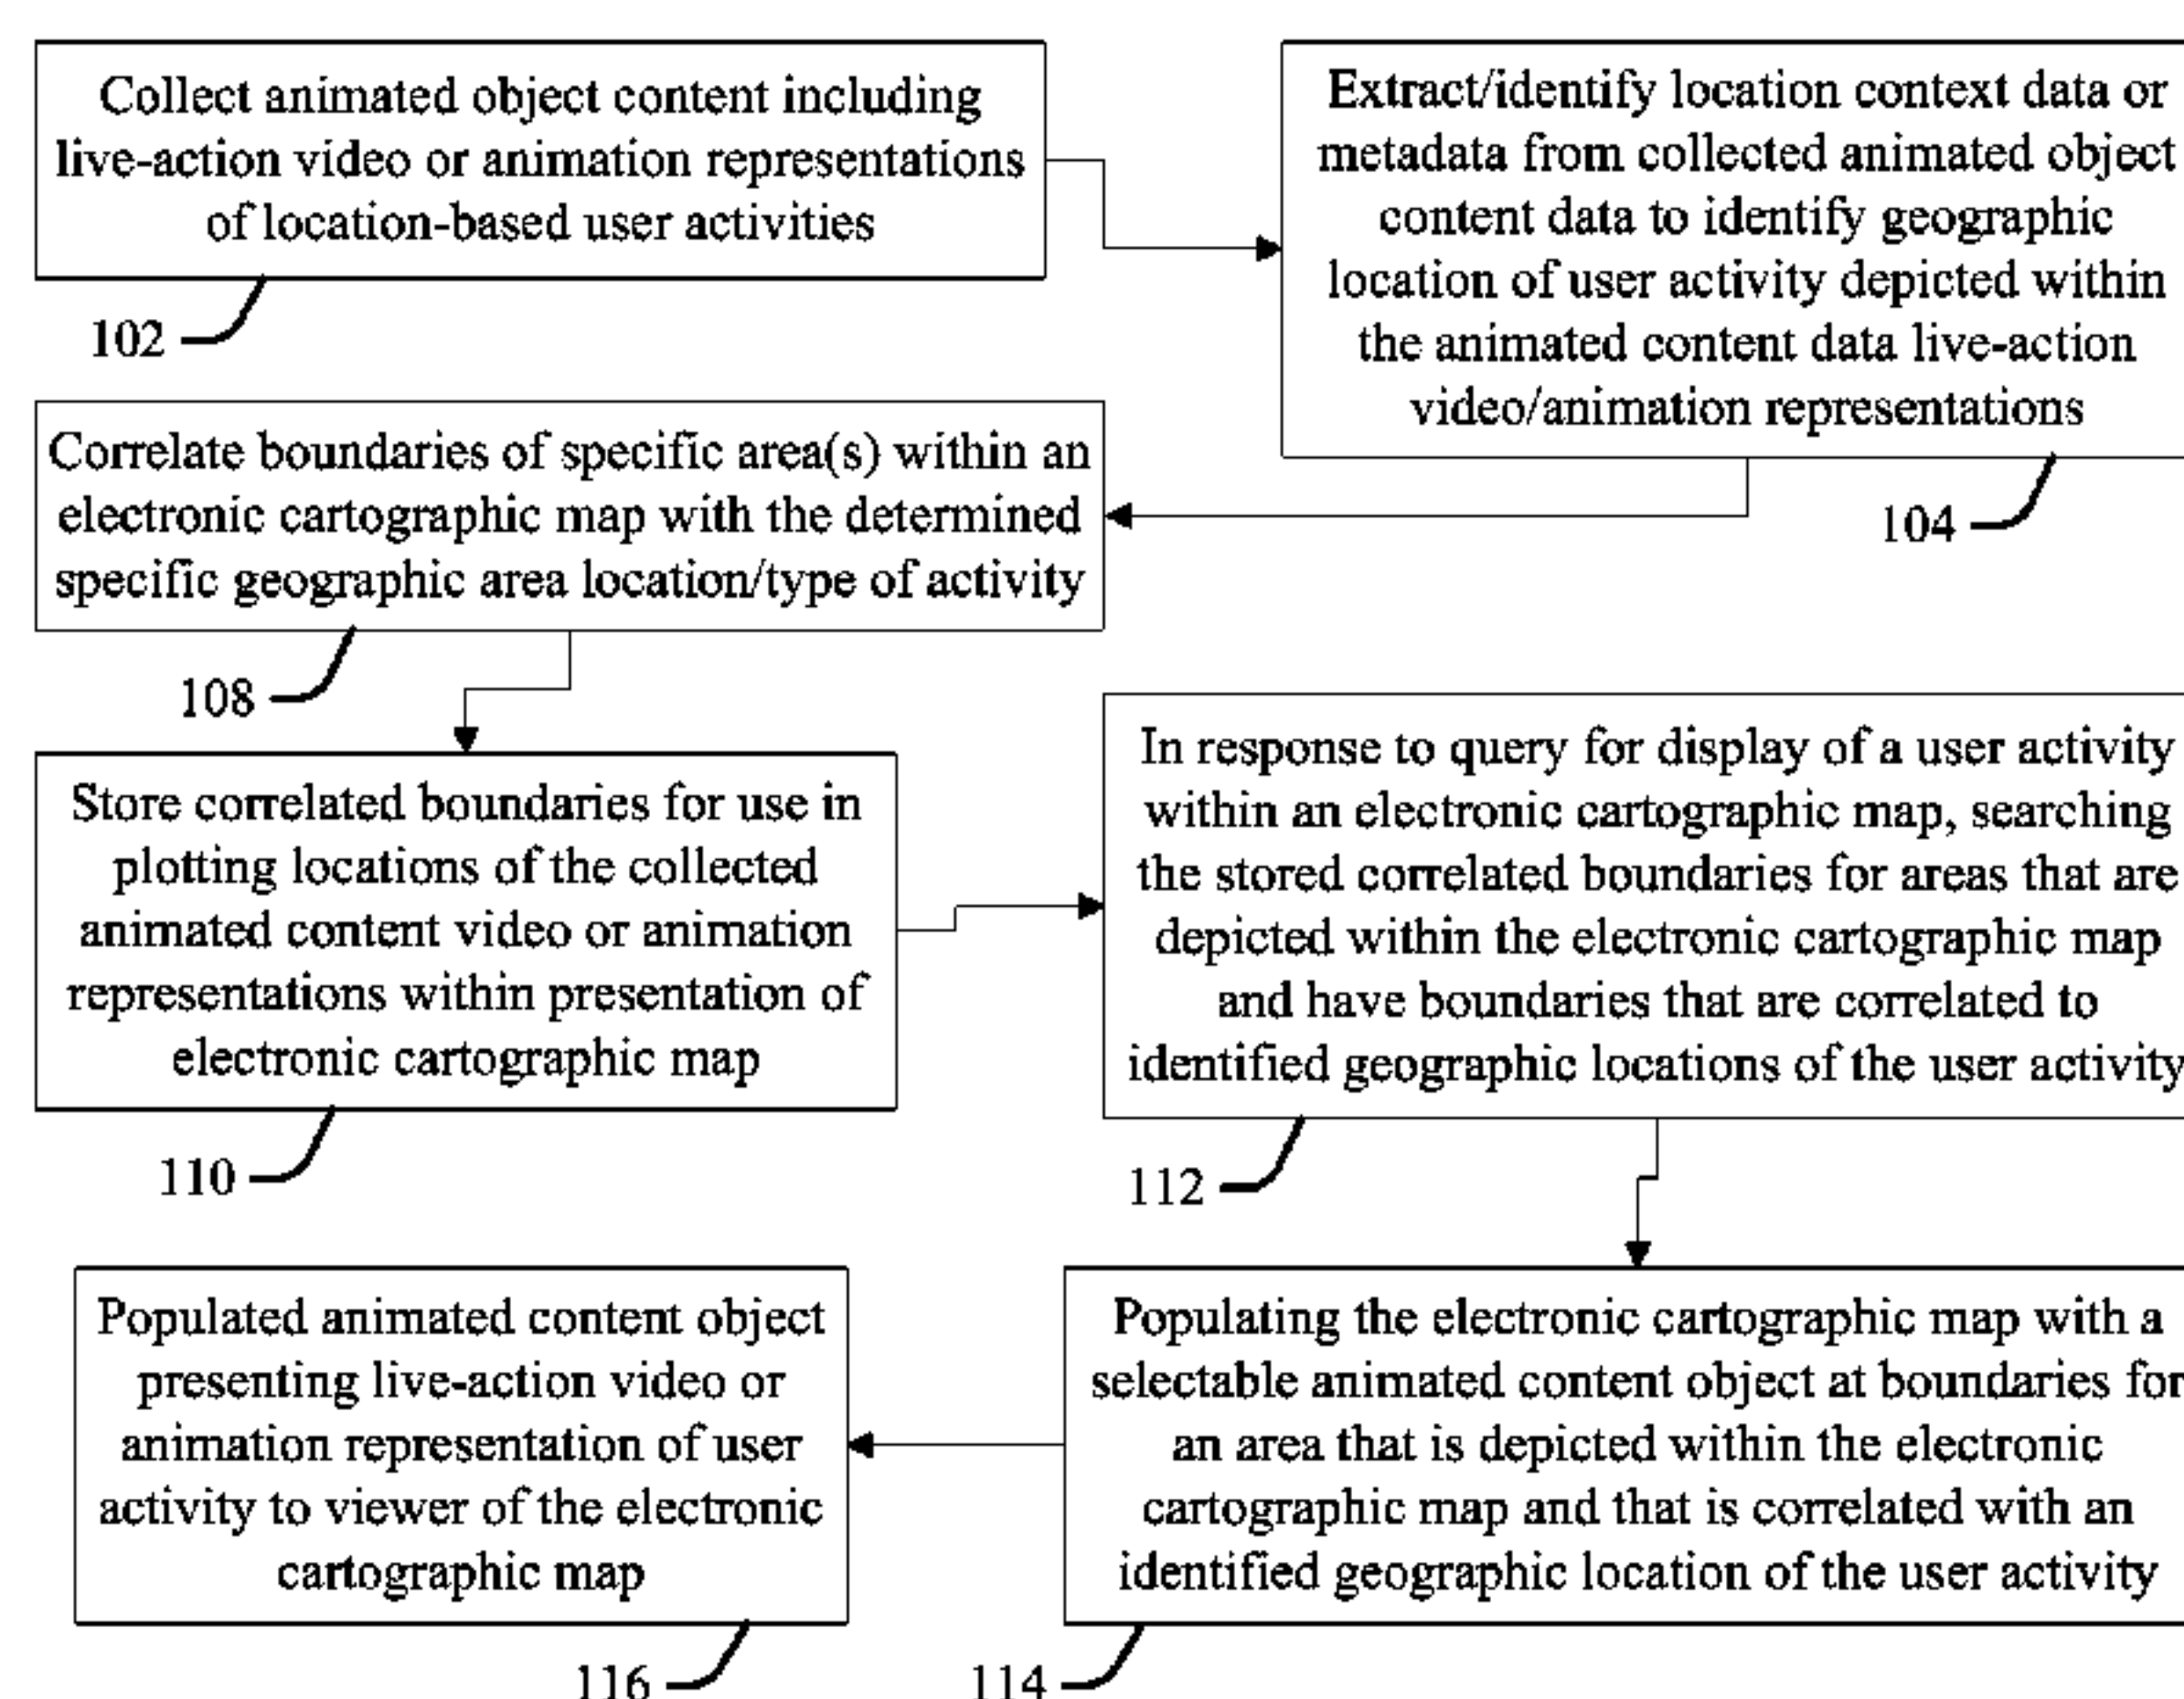 Collect animated object content including
live-action video or animation representations
of location-based user activities
102
Extract/identify location context data or
metadata from collected animated object
content data to identify geographic
location of user activity depicted within
the animated content data live-action
video/animation representations
104
Correlate boundaries of specific area(s) within an
electronic cartographic map with the determined
specific geographic area location/type of activity
108
Store correlated boundaries for use in
plotting locations of the collected
animated content video or animation
representations within presentation of
electronic cartographic map
110
In response to query for display of a user activity
within an electronic cartographic map, searching
the stored correlated boundaries for areas that are
depicted within the electronic cartographic map
and have boundaries that are correlated to
identified geographic locations of the user activity
112
Populating the electronic cartographic map with a
selectable animated content object at boundaries for
an area that is depicted within the electronic
cartographic map and that is correlated with an
identified geographic location of the user activity
114
Populated animated content object
presenting live-action video or
animation representation of user
activity to viewer of the electronic
cartographic map
116